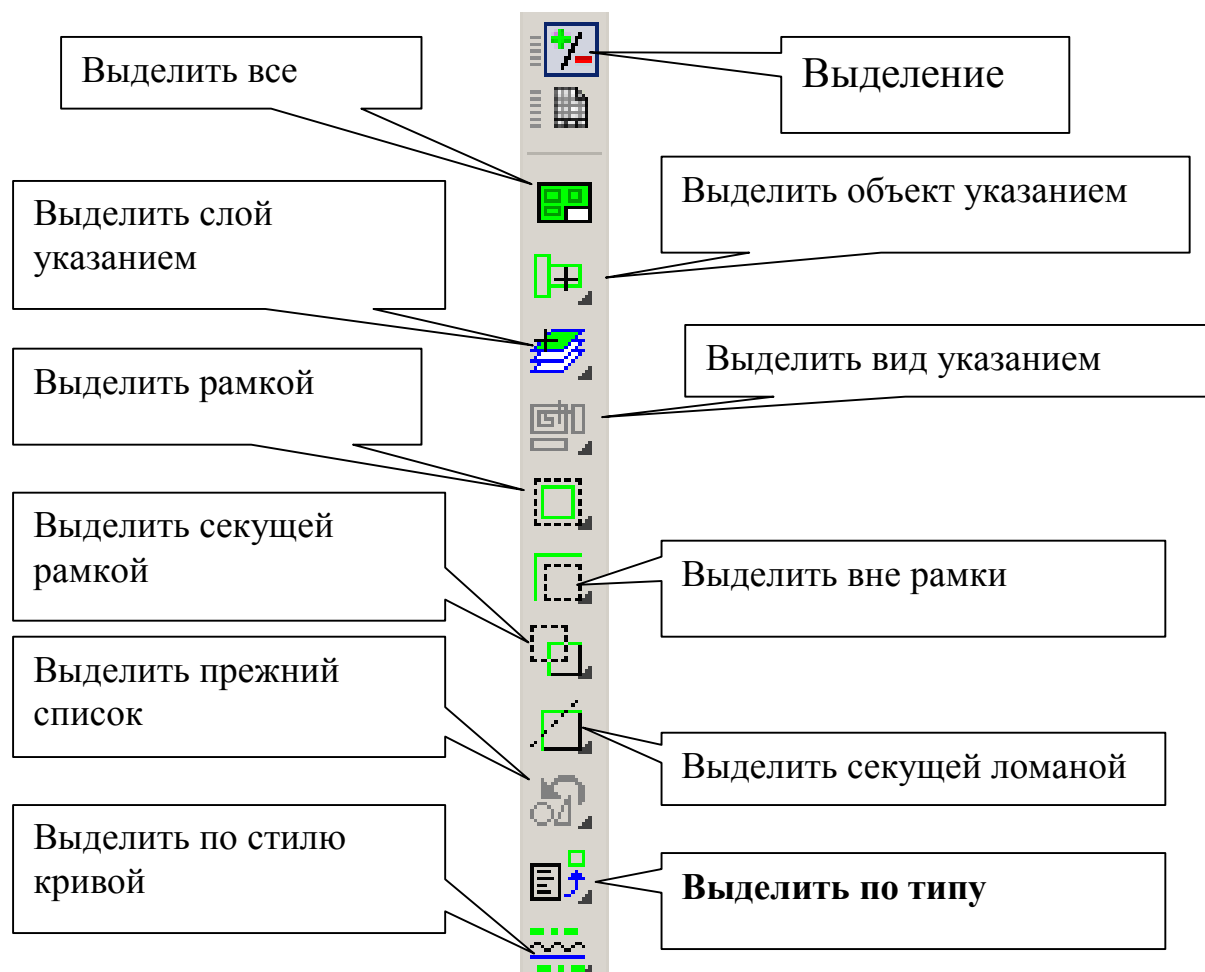 Выделить все
Выделение
Выделить объект указанием
Выделить слой
указанием
Выделить вид указанием
Выделить рамкой
Выделить секущей
рамкой
Выделить вне рамки
Выделить прежний
список
Выделить секущей ломаной
Выделить по стилю
кривой
Выделить по типу